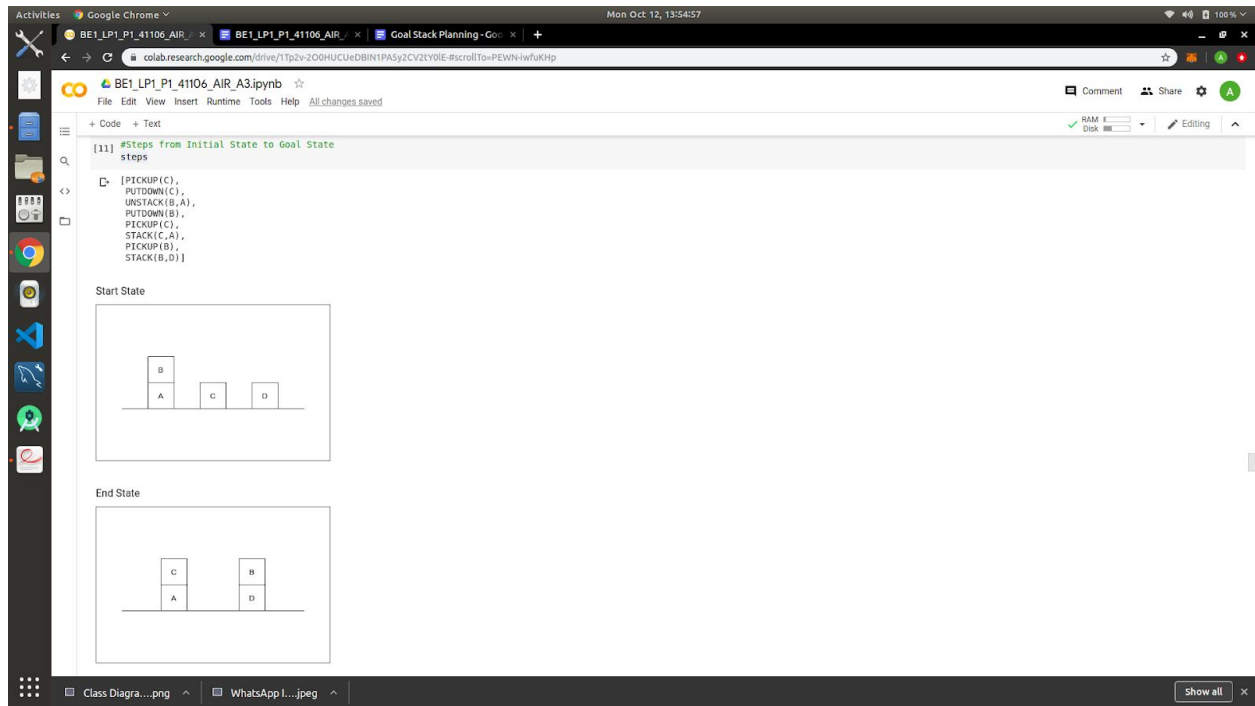 Activities
Google Chrome
Mon Oct 12, 13:54:57
100 %
BE1_LP1_P1_41106_AIR_
BE1_LP1_P1_41106_AIR_
Goal Stack Planning - Goo
colab.research.google.com/drive/1Tp2v-2O0HUCUeDBIN1PASy2CV2tY0lE-#scrollTo=PEWN-iwfuKHp
A
CO
BE1_LP1_P1_41106_AIR_A3.ipynb
Comment
Share
A
File Edit View Insert Runtime Tools Help All changes saved
+ Code + Text
RAM
Disk
Editing
[11] #Steps from Initial State to Goal State
steps
[PICKUP(C),
PUTDOWN(C),
UNSTACK(B,A),
PUTDOWN(B),
PICKUP(C),
STACK(C,A),
PICKUP(B),
STACK(B,D)]
Start State
B
A C D
End State
C B
A D
Class Diagra....png
WhatsApp I....jpeg
Show all